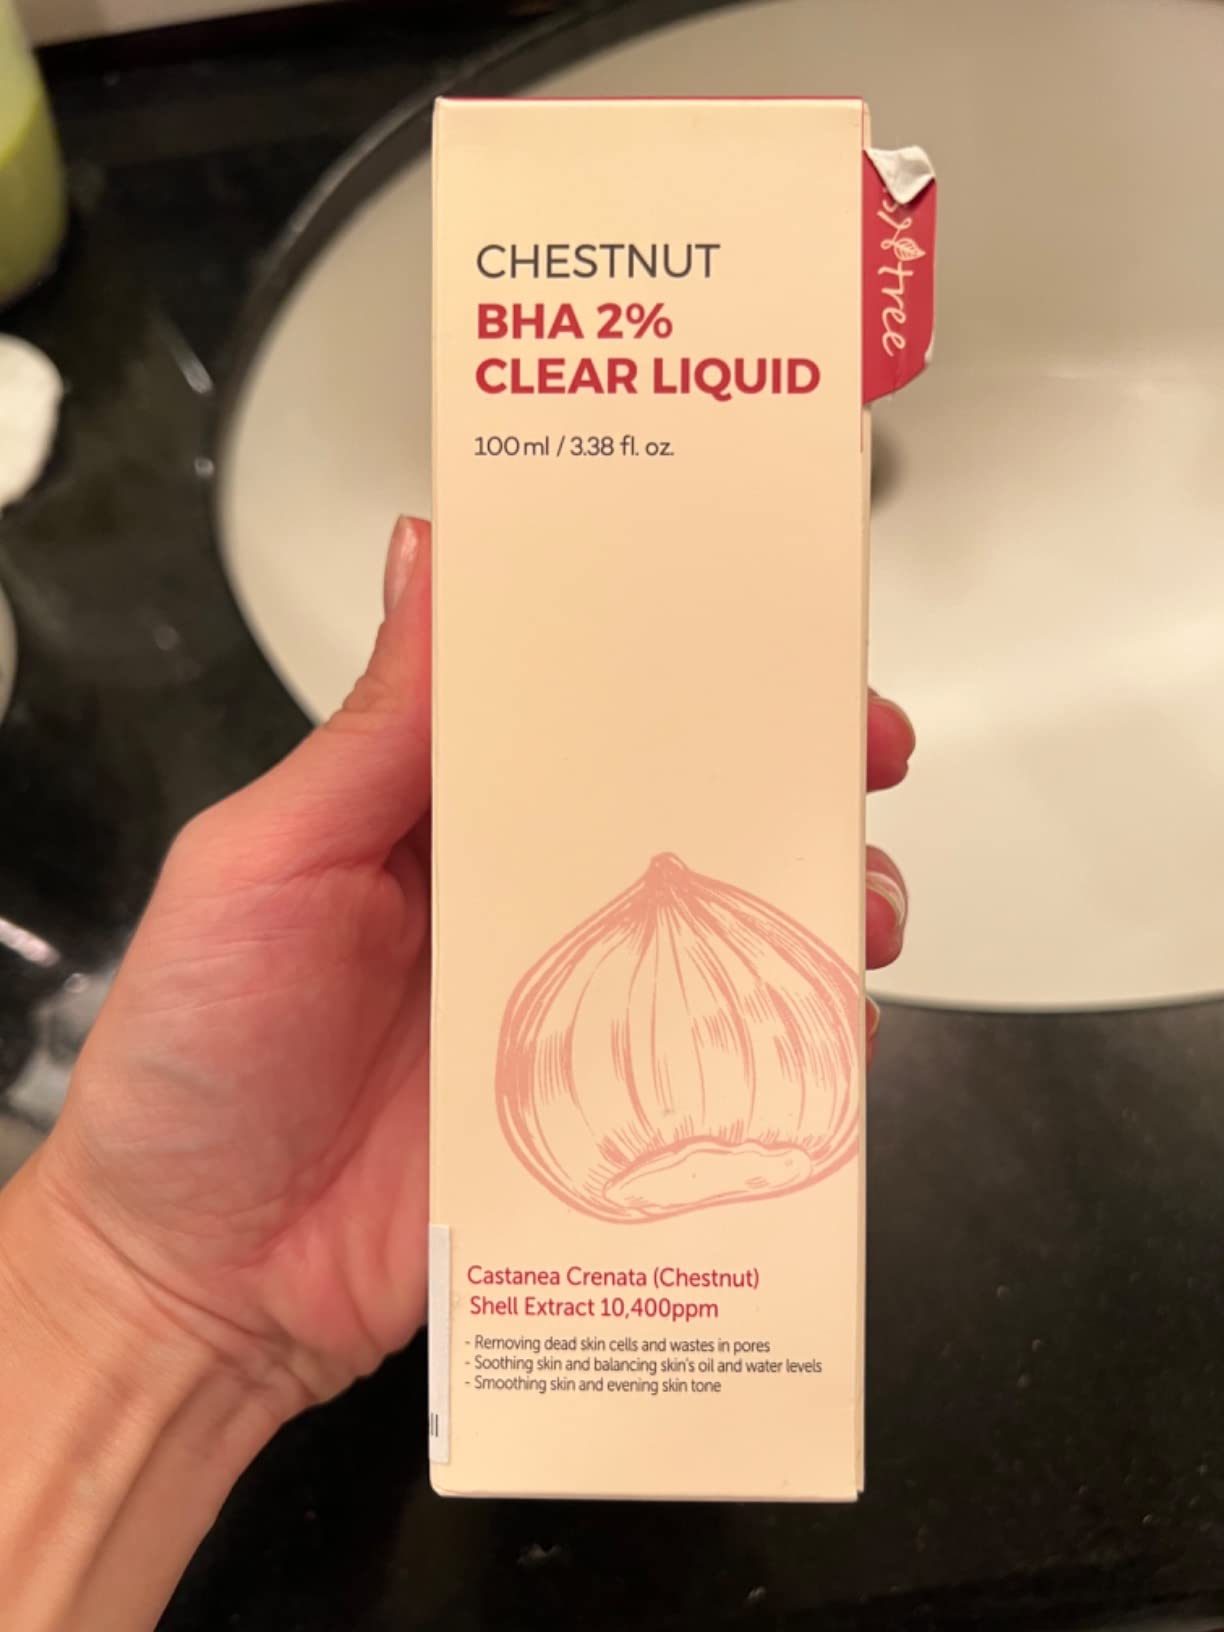 CHESTNUT
BHA 2%
CLEAR LIQUID
100ml / 3.38 fl. oz.
tree
Castanea Crenata (Chestnut)
Shell Extract 10,400ppm
- Removing dead skin cells and wastes in pores
- Soothing skin and balancing skin's oil and water levels
- Smoothing skin and evening skin tone